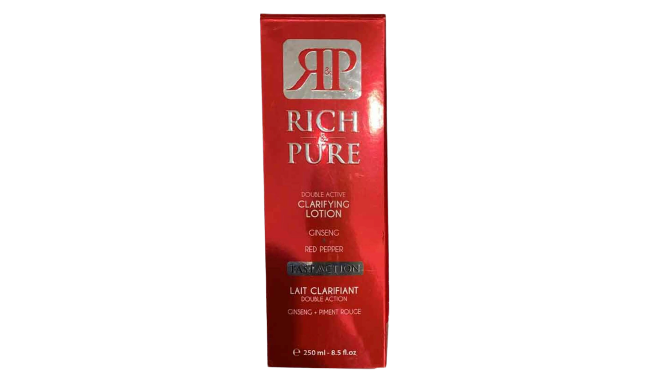 R&P
RICH
&
PURE
DOUBLE ACTIVE
CLARIFYING
LOTION
GINSENG
RED PEPPER
FAST ACTION
LAIT CLARIFIANT
DOUBLE ACTION
GINSENG + PIMENT ROUGE
e 250 ml - 8.5 fl.oz